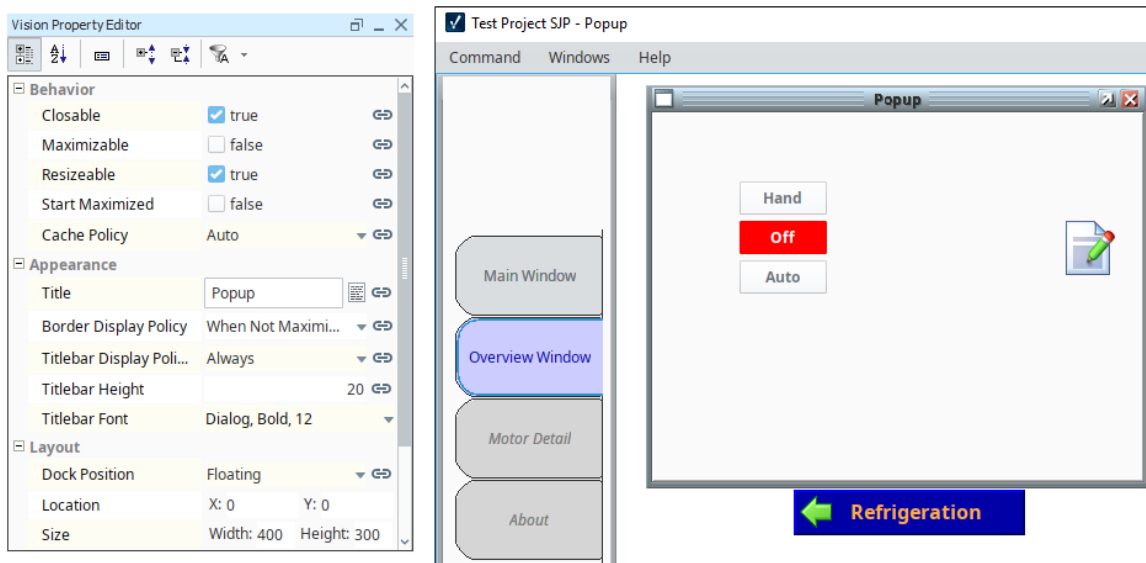 Vision Property Editor
Behavior
Closable true
Maximizable false
Resizeable true
Start Maximized false
Cache Policy Auto
Appearance
Title Popup
Border Display Policy When Not Maximi...
Titlebar Display Poli... Always
Titlebar Height 20
Titlebar Font Dialog, Bold, 12
Layout
Dock Position Floating
Location X: 0 Y: 0
Size Width: 400 Height: 300
Test Project SJP - Popup
Command Windows Help
Popup
Hand
Off
Auto
Main Window
Overview Window
Motor Detail
About
Refrigeration